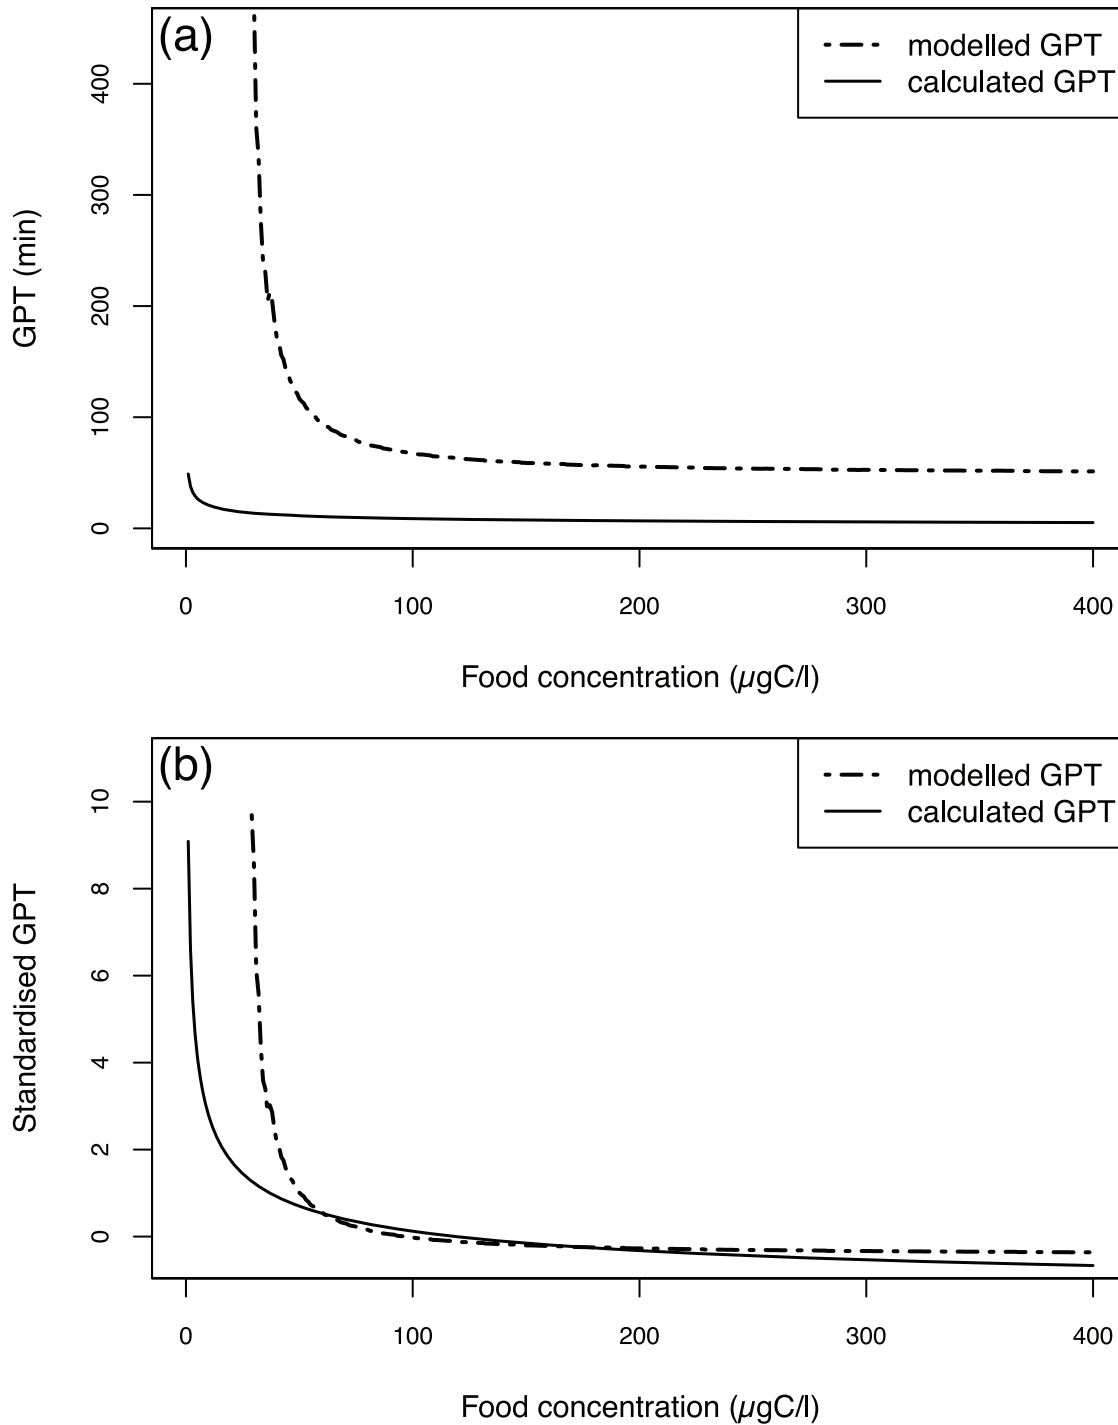 (a)
modelled GPT
calculated GPT
GPT (min)
400
300
200
100
0
0 100 200 300 400
Food concentration (µgC/l)
(b)
modelled GPT
calculated GPT
Standardised GPT
10
8
6
4
2
0
0 100 200 300 400
Food concentration (µgC/l)